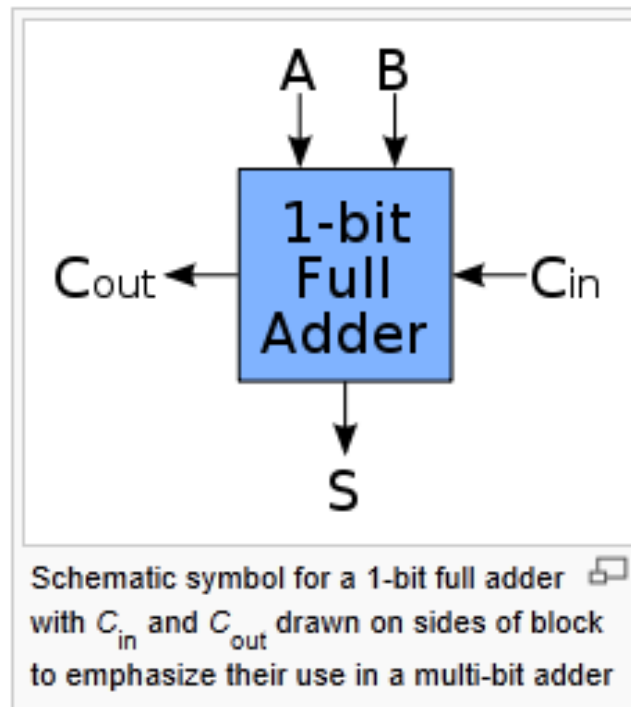 A B
1-bit
Full
Adder
Cout
Cin
S
Schematic symbol for a 1-bit full adder
with Cin and Cout drawn on sides of block
to emphasize their use in a multi-bit adder